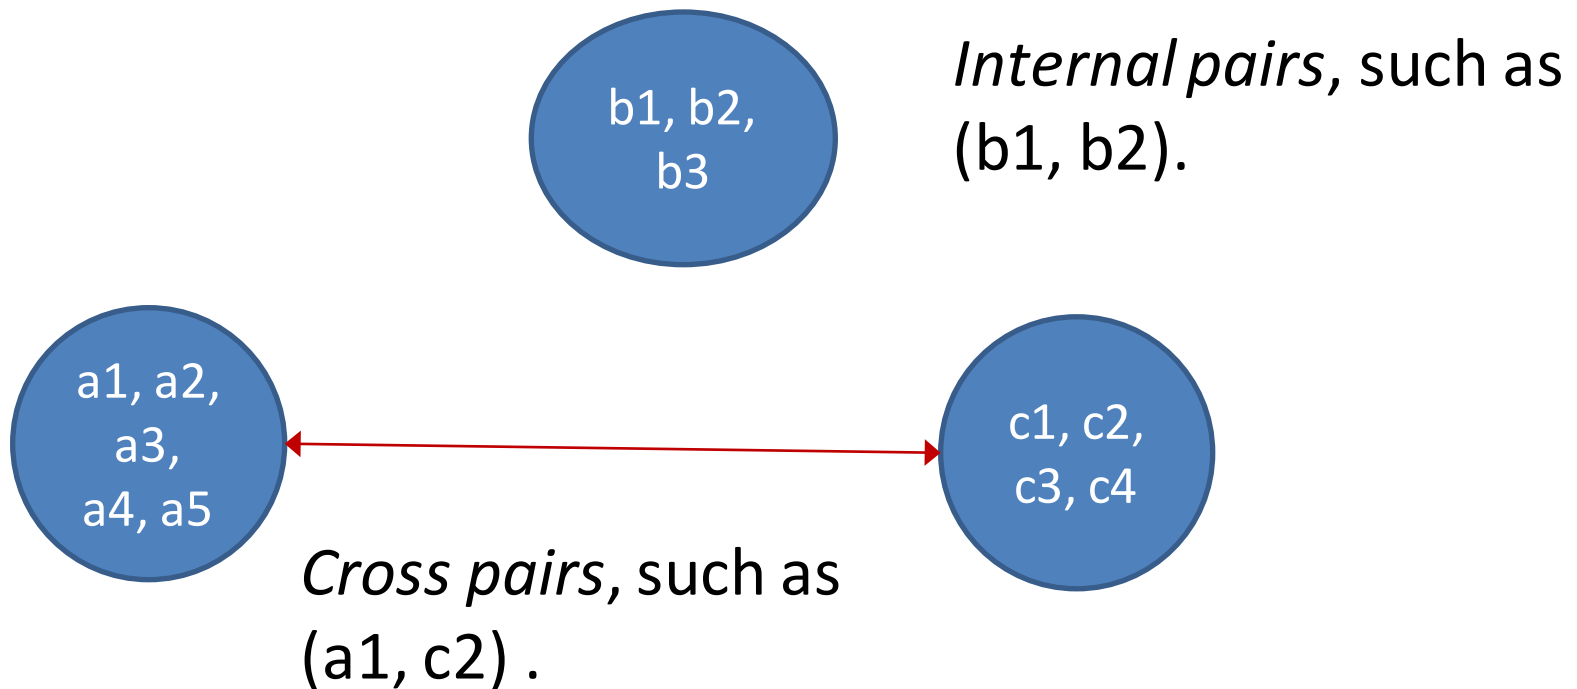 b1, b2,
b3
Internal pairs, such as
(b1, b2).
a1, a2,
a3,
a4, a5
c1, c2,
c3, c4
Cross pairs, such as
(a1, c2) .